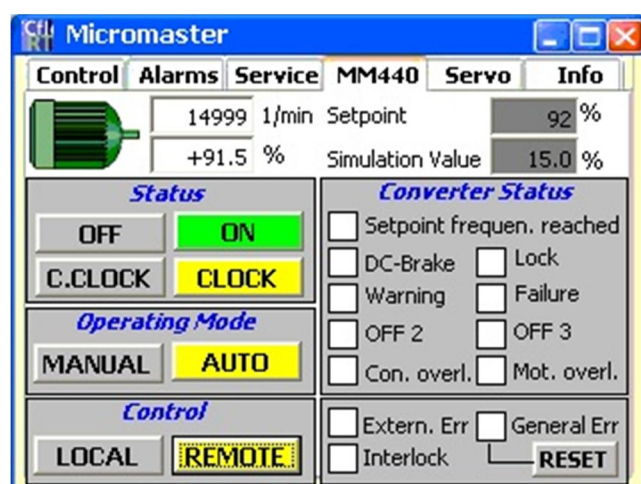 CFU RT Micromaster
Control Alarms Service MM440 Servo Info
14999 1/min Setpoint 92 %
+91.5 % Simulation Value 15.0 %
Status
OFF ON
C.CLOCK CLOCK
Operating Mode
MANUAL AUTO
Control
LOCAL REMOTE
Converter Status
Setpoint frequen. reached
DC-Brake Lock
Warning Failure
OFF 2 OFF 3
Con. overl. Mot. overl.
Extern. Err General Err
Interlock RESET